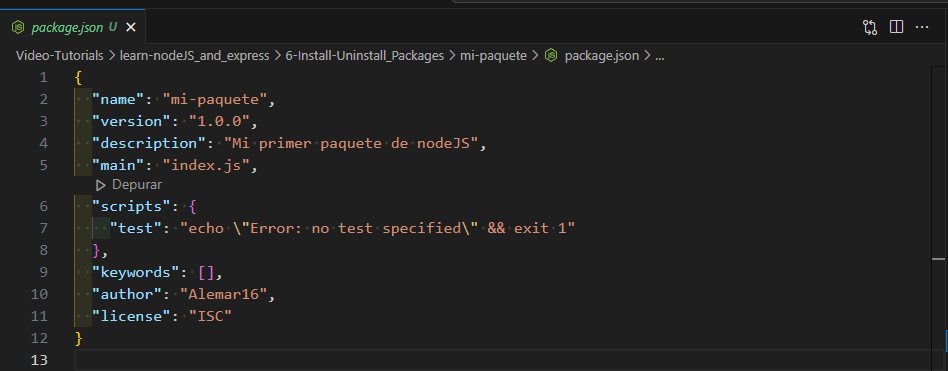 package.json U
Video-Tutorials > learn-nodeJS_and_express > 6-Install-Uninstall_Packages > mi-paquete > package.json > ...
1 {
2 "name": "mi-paquete",
3 "version": "1.0.0",
4 "description": "Mi primer paquete de nodeJS",
5 "main": "index.js",
Depurar
6 "scripts": {
7 "test": "echo \"Error: no test specified\" && exit 1"
8 },
9 "keywords": [],
10 "author": "Alemar16",
11 "license": "ISC"
12 }
13